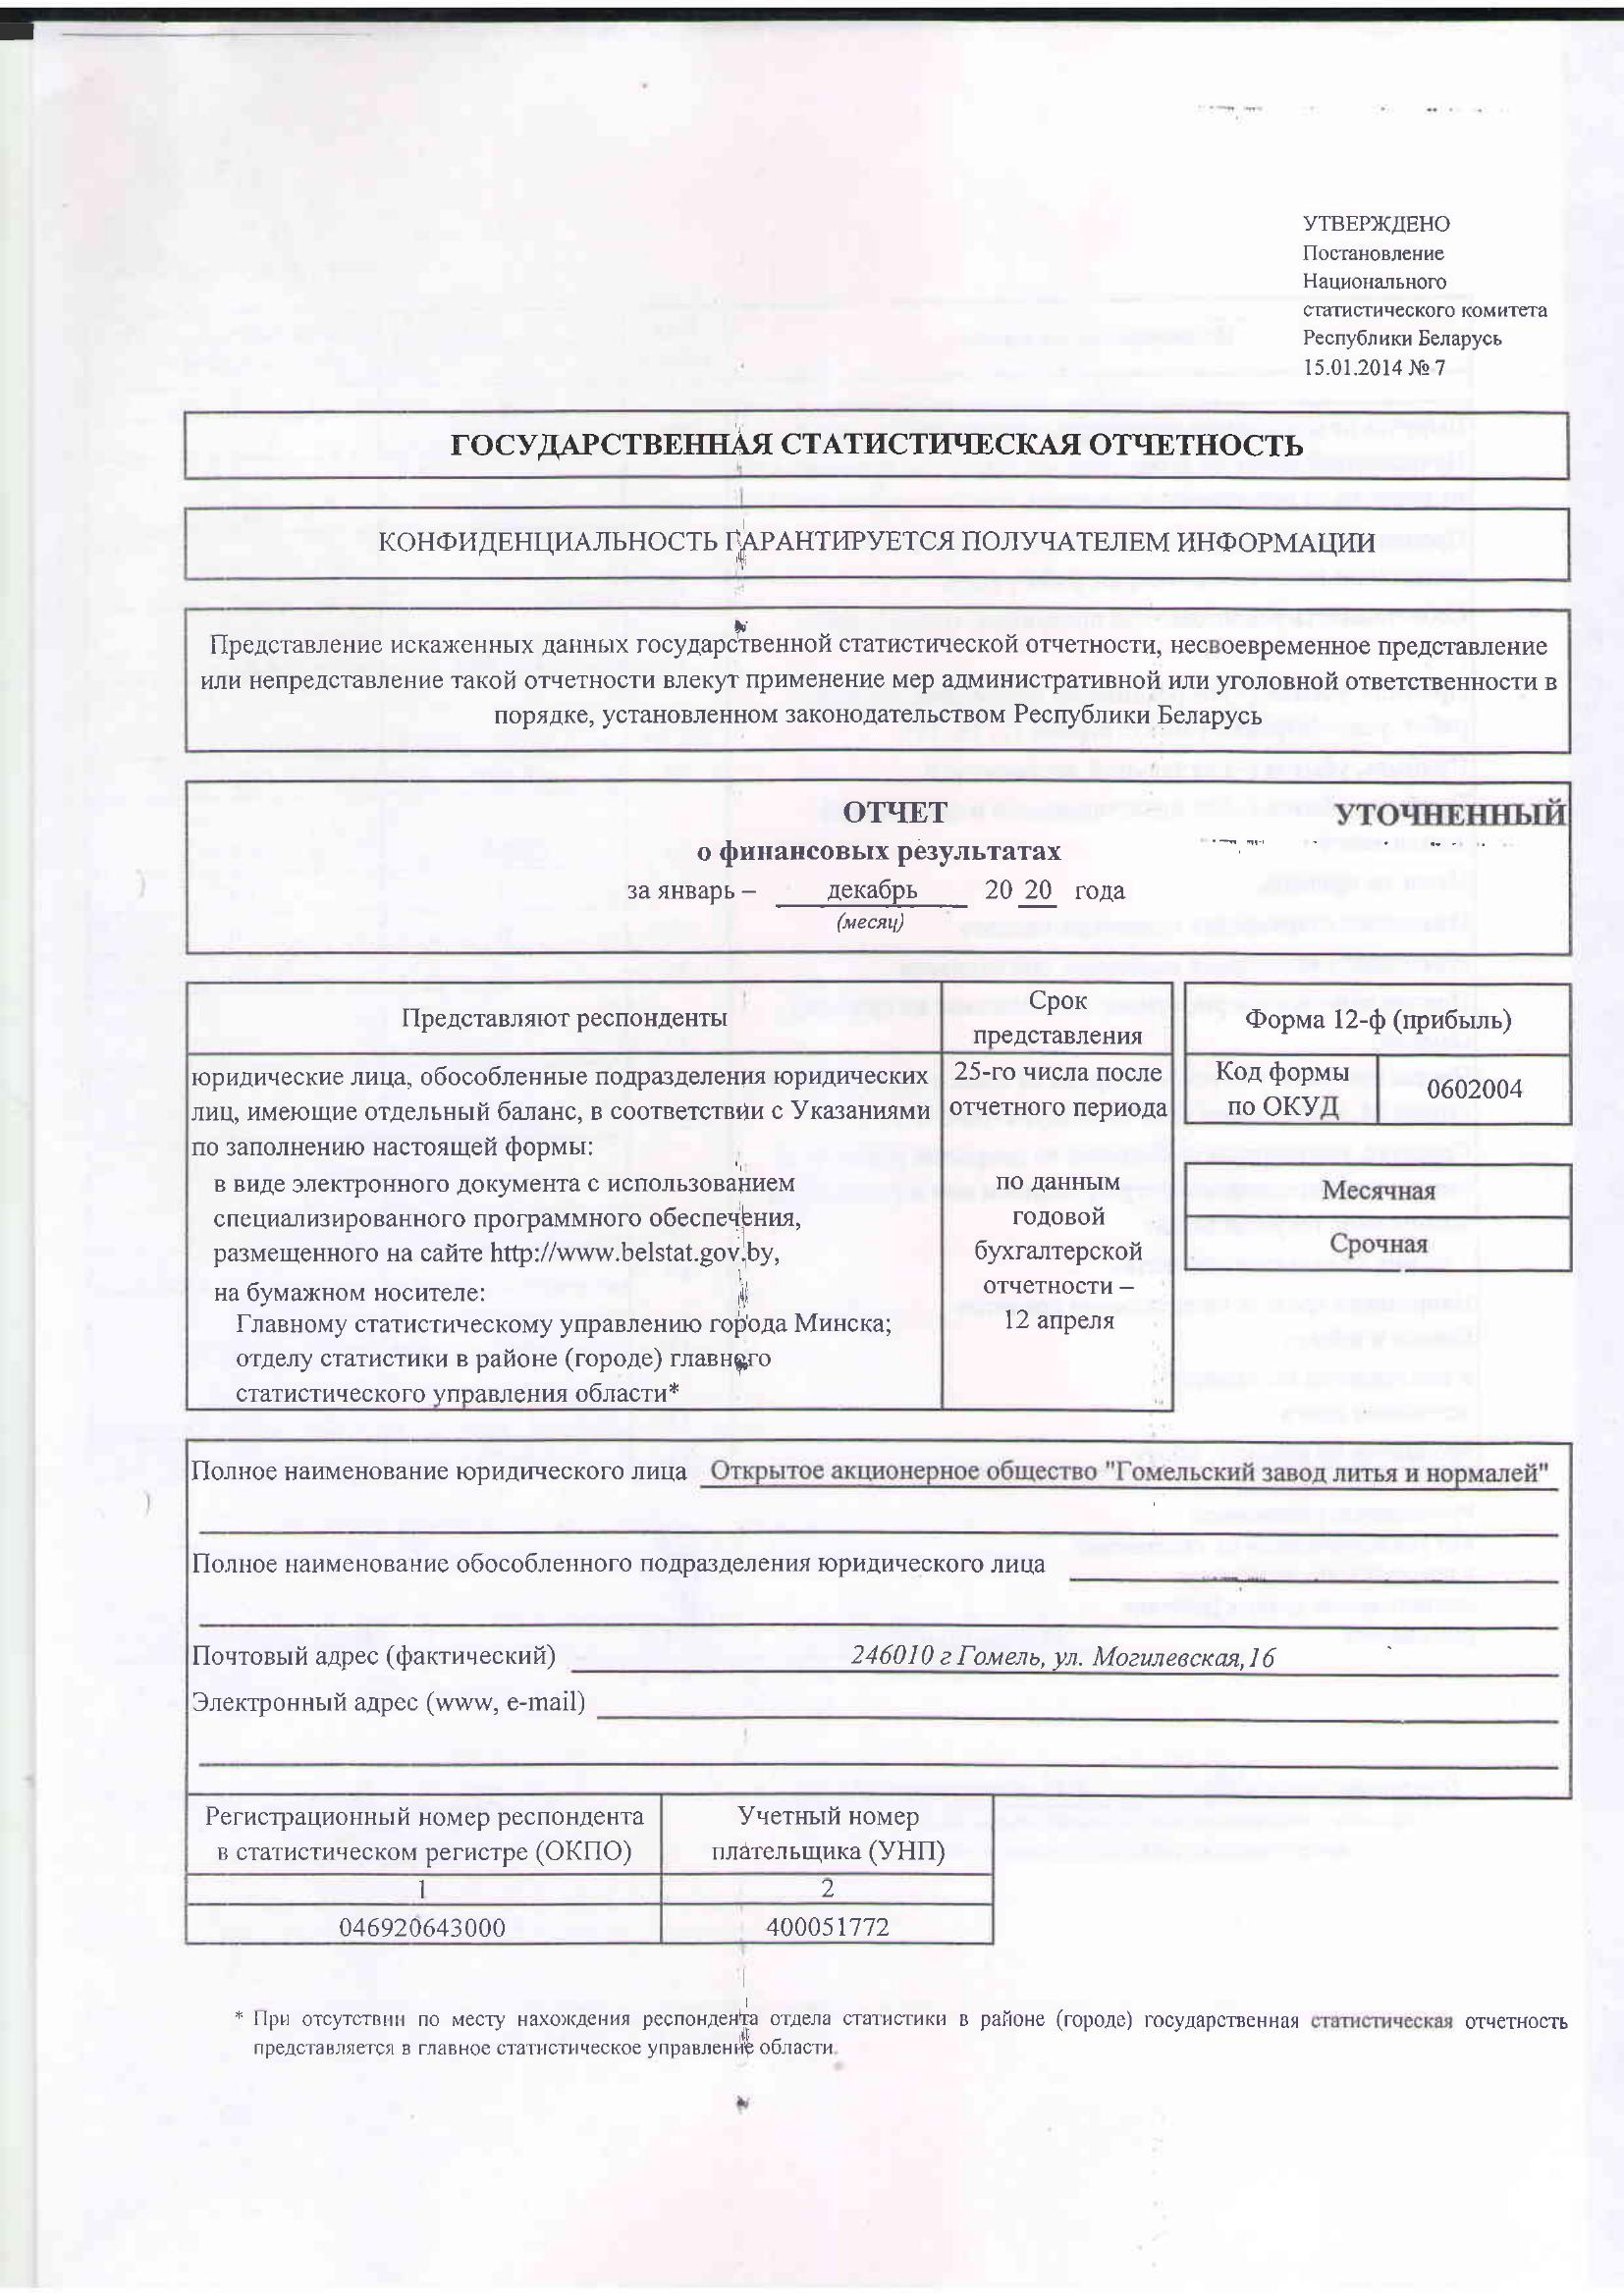 УТВЕРЖДЕНО
Постановление
Национального
статистического комитета
Республики Беларусь
15.01.2014 № 7
ГОСУДАРСТВЕННАЯ СТАТИСТИЧЕСКАЯ ОТЧЕТНОСТЬ
КОНФИДЕНЦИАЛЬНОСТЬ ГАРАНТИРУЕТСЯ ПОЛУЧАТЕЛЕМ ИНФОРМАЦИИ
Представление искаженных данных государственной статистической отчетности, несвоевременное представление
или непредставление такой отчетности влекут применение мер административной или уголовной ответственности в
порядке, установленном законодательством Республики Беларусь
ОТЧЕТ УТОЧНЕННЫЙ
о финансовых результатах
за январь – декабрь 20 20 года
(месяц)
Представляют респонденты
Срок
представления
юридические лица, обособленные подразделения юридических
лиц, имеющие отдельный баланс, в соответствии с Указаниями
по заполнению настоящей формы:
в виде электронного документа с использованием
специализированного программного обеспечения,
размещенного на сайте http://www.belstat.gov.by,
на бумажном носителе:
Главному статистическому управлению города Минска;
отделу статистики в районе (городе) главного
статистического управления области*
25-го числа после
отчетного периода
по данным
годовой
бухгалтерской
отчетности –
12 апреля
Форма 12-ф (прибыль)
Код формы
по ОКУД
0602004
Месячная
Срочная
Полное наименование юридического лица Открытое акционерное общество "Гомельский завод литья и нормалей"
Полное наименование обособленного подразделения юридического лица
Почтовый адрес (фактический) 246010 г Гомель, ул. Могилевская,16
Электронный адрес (www, e-mail)
Регистрационный номер респондента
в статистическом регистре (ОКПО)
Учетный номер
плательщика (УНП)
1 2
046920643000 400051772
* При отсутствии по месту нахождения респондента отдела статистики в районе (городе) государственная статистическая отчетность
представляется в главное статистическое управление области.